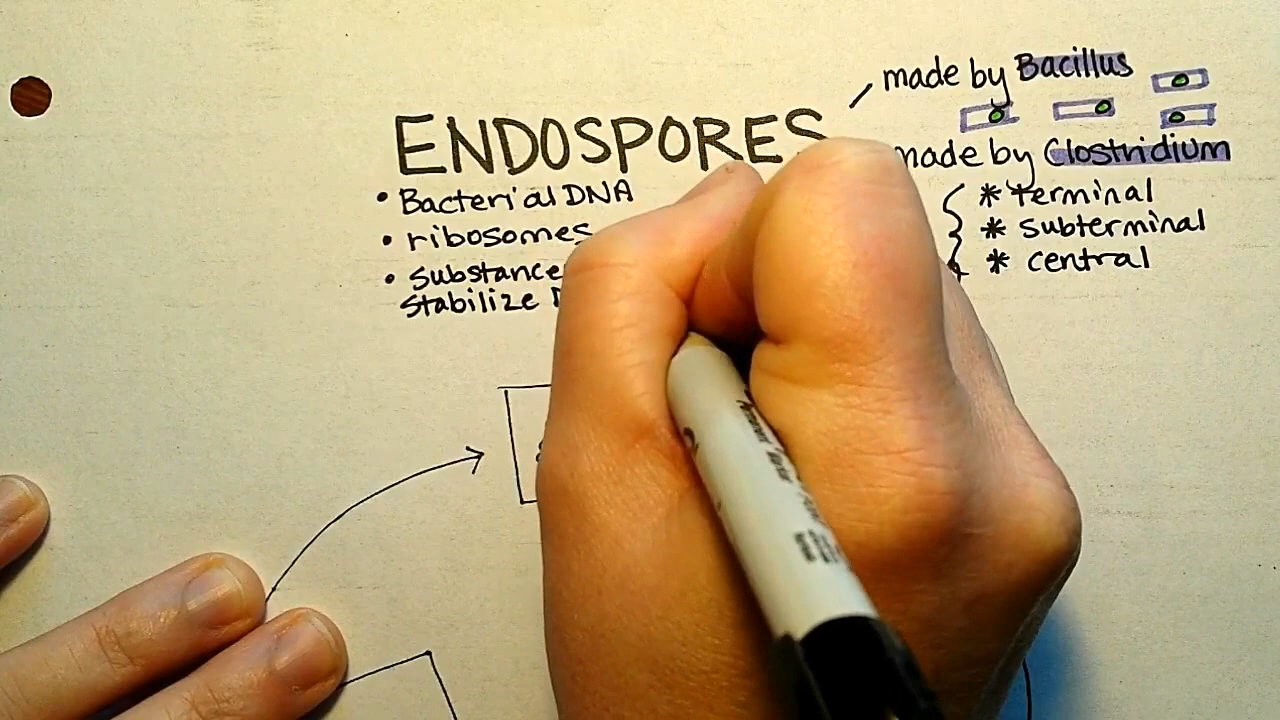 made by Bacillus
ENDOSPORES
made by Clostridium
• Bacterial DNA
• ribosomes
• Substance
Stabilize
* terminal
* subterminal
* central